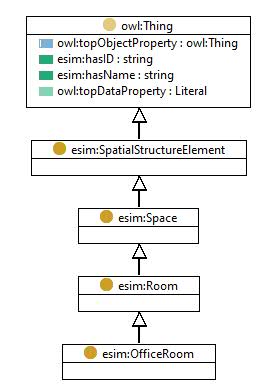 owl:Thing
owl:topObjectProperty : owl:Thing
esim:hasID : string
esim:hasName : string
owl:topDataProperty : Literal
esim:SpatialStructureElement
esim:Space
esim:Room
esim:OfficeRoom